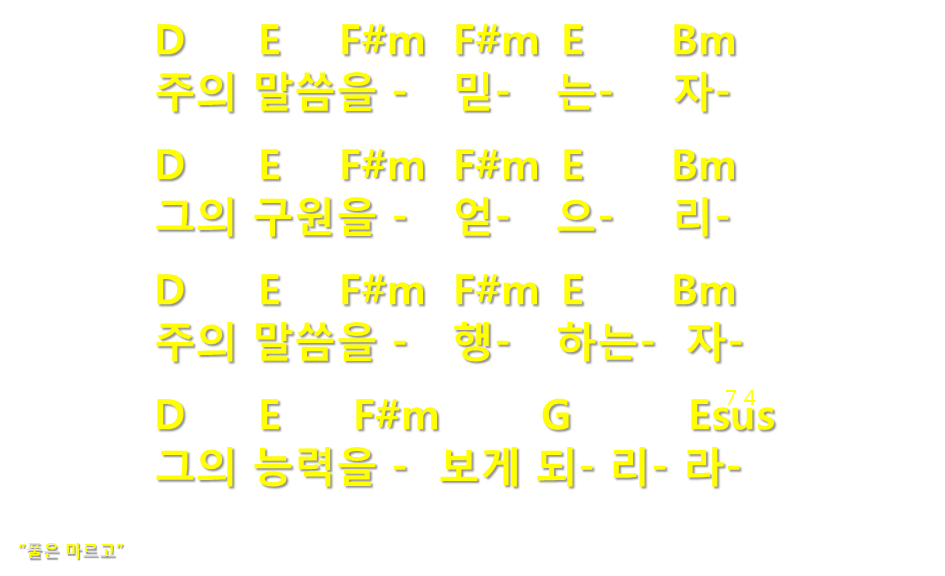 D E F#m F#m E Bm
주의 말씀을 - 믿- 는- 자-
D E F#m F#m E Bm
그의 구원을 - 얻- 으- 리-
D E F#m F#m E Bm
주의 말씀을 - 행- 하는- 자-
7 4
D E F#m G Esus
그의 능력을 - 보게 되- 리- 라-
"풀은 마르고"